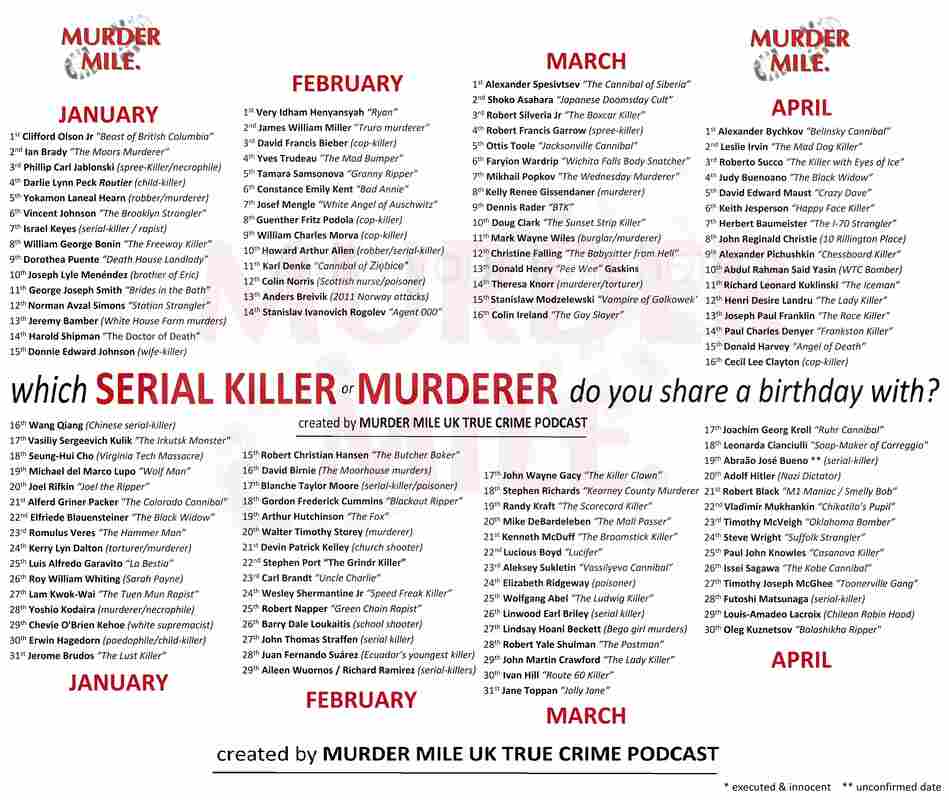 MURDER
MILE.
JANUARY
1st Clifford Olson Jr “Beast of British Columbia”
2nd Ian Brady “The Moors Murderer”
3rd Phillip Carl Jablonski (spree-Killer/necrophile)
4th Darlie Lynn Peck Routier (child-killer)
5th Yokamon Laneal Hearn (robber/murderer)
6th Vincent Johnson “The Brooklyn Strangler”
7th Israel Keyes (serial-killer / rapist)
8th William George Bonin “The Freeway Killer”
9th Dorothea Puente “Death House Landlady”
10th Joseph Lyle Menéndez (brother of Eric)
11th George Joseph Smith “Brides in the Bath”
12th Norman Avzal Simons “Station Strangler”
13th Jeremy Bamber (White House Farm murders)
14th Harold Shipman “The Doctor of Death”
15th Donnie Edward Johnson (wife-killer)
FEBRUARY
1st Very Idham Henyansyah “Ryan”
2nd James William Miller “Truro murderer”
3rd David Francis Bieber (cop-killer)
4th Yves Trudeau “The Mad Bumper”
5th Tamara Samsonova “Granny Ripper”
6th Constance Emily Kent “Bad Annie”
7th Josef Mengle “White Angel of Auschwitz”
8th Guenther Fritz Podola (cop-killer)
9th William Charles Morva (cop-killer)
10th Howard Arthur Allen (robber/serial-killer)
11th Karl Denke “Cannibal of Ziębice”
12th Colin Norris (Scottish nurse/poisoner)
13th Anders Breivik (2011 Norway attacks)
14th Stanislav Ivanovich Rogolev “Agent 000”
MARCH
1st Alexander Spesivtsev “The Cannibal of Siberia”
2nd Shoko Asahara “Japanese Doomsday Cult”
3rd Robert Silveria Jr “The Boxcar Killer”
4th Robert Francis Garrow (spree-killer)
5th Ottis Toole “Jacksonville Cannibal”
6th Faryion Wardrip “Wichita Falls Body Snatcher”
7th Mikhail Popkov “The Wednesday Murderer”
8th Kelly Renee Gissendaner (murderer)
9th Dennis Rader “BTK”
10th Doug Clark “The Sunset Strip Killer”
11th Mark Wayne Wiles (burglar/murderer)
12th Christine Falling “The Babysitter from Hell”
13th Donald Henry “Pee Wee” Gaskins
14th Theresa Knorr (murderer/torturer)
15th Stanislaw Modzelewski “Vampire of Galkowek’
16th Colin Ireland “The Gay Slayer”
MURDER
MILE.
APRIL
1st Alexander Bychkov “Belinsky Cannibal”
2nd Leslie Irvin “The Mad Dog Killer”
3rd Roberto Succo “The Killer with Eyes of Ice”
4th Judy Buenoano “The Black Widow”
5th David Edward Maust “Crazy Dave”
6th Keith Jesperson “Happy Face Killer”
7th Herbert Baumeister “The I-70 Strangler”
8th John Reginald Christie (10 Rillington Place)
9th Alexander Pichushkin “Chessboard Killer”
10th Abdul Rahman Said Yasin (WTC Bomber)
11th Richard Leonard Kuklinski “The Iceman”
12th Henri Desire Landru “The Lady Killer”
13th Joseph Paul Franklin “The Race Killer”
14th Paul Charles Denyer “Frankston Killer”
15th Donald Harvey “Angel of Death”
16th Cecil Lee Clayton (cop-killer)
which SERIAL KILLER or MURDERER do you share a birthday with?
created by MURDER MILE UK TRUE CRIME PODCAST
16th Wang Qiang (Chinese serial-killer)
17th Vasiliy Sergeevich Kulik “The Irkutsk Monster”
18th Seung-Hui Cho (Virginia Tech Massacre)
19th Michael del Marco Lupo “Wolf Man”
20th Joel Rifkin “Joel the Ripper”
21st Alferd Griner Packer “The Colorado Cannibal”
22nd Elfriede Blauensteiner “The Black Widow”
23rd Romulus Veres “The Hammer Man”
24th Kerry Lyn Dalton (torturer/murderer)
25th Luis Alfredo Garavito “La Bestia”
26th Roy William Whiting (Sarah Payne)
27th Lam Kwok-Wai “The Tuen Mun Rapist”
28th Yoshio Kodaira (murderer/necrophile)
29th Chevie O’Brien Kehoe (white supremacist)
30th Erwin Hagedorn (paedophile/child-killer)
31st Jerome Brudos “The Lust Killer”
JANUARY
15th Robert Christian Hansen “The Butcher Baker”
16th David Birnie (The Moorhouse murders)
17th Blanche Taylor Moore (serial-killer/poisoner)
18th Gordon Frederick Cummins “Blackout Ripper”
19th Arthur Hutchinson “The Fox”
20th Walter Timothy Storey (murderer)
21st Devin Patrick Kelley (church shooter)
22nd Stephen Port “The Grindr Killer”
23rd Carl Brandt “Uncle Charlie”
24th Wesley Shermantine Jr “Speed Freak Killer”
25th Robert Napper “Green Chain Rapist”
26th Barry Dale Loukaitis (school shooter)
27th John Thomas Straffen (serial killer)
28th Juan Fernando Suárez (Ecuador’s youngest killer)
29th Aileen Wuornos / Richard Ramirez (serial-killers)
FEBRUARY
17th John Wayne Gacy “The Killer Clown”
18th Stephen Richards “Kearney County Murderer
19th Randy Kraft “The Scorecard Killer”
20th Mike DeBardeleben “The Mall Passer”
21st Kenneth McDuff “The Broomstick Killer”
22nd Lucious Boyd “Lucifer”
23rd Aleksey Sukletin “Vassilyevo Cannibal”
24th Elizabeth Ridgeway (poisoner)
25th Wolfgang Abel “The Ludwig Killer”
26th Linwood Earl Briley (serial killer)
27th Lindsay Hoani Beckett (Bega girl murders)
28th Robert Yale Shulman “The Postman”
29th John Martin Crawford “The Lady Killer”
30th Ivan Hill “Route 60 Killer”
31st Jane Toppan “Jolly Jane”
MARCH
17th Joachim Georg Kroll “Ruhr Cannibal”
18th Leonarda Cianciulli “Soap-Maker of Correggio”
19th Abraão José Bueno ** (serial-killer)
20th Adolf Hitler (Nazi Dictator)
21st Robert Black “M1 Maniac / Smelly Bob”
22nd Vladimir Mukhankin “Chikatilo’s Pupil”
23rd Timothy McVeigh “Oklahoma Bomber”
24th Steve Wright “Suffolk Strangler”
25th Paul John Knowles “Casanova Killer”
26th Issei Sagawa “The Kobe Cannibal”
27th Timothy Joseph McGhee “Toonerville Gang”
28th Futoshi Matsunaga (serial-killer)
29th Louis-Amadeo Lacroix (Chilean Robin Hood)
30th Oleg Kuznetsov “Balashikha Ripper”
APRIL
created by MURDER MILE UK TRUE CRIME PODCAST
* executed & innocent ** unconfirmed date